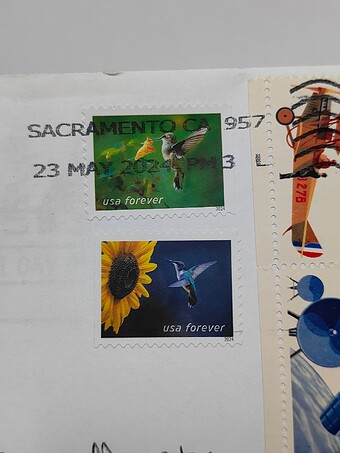 SACRAMENTO CA 957
23 MAY 2024 PM 3 L
usa forever
2024
usa forever
2024